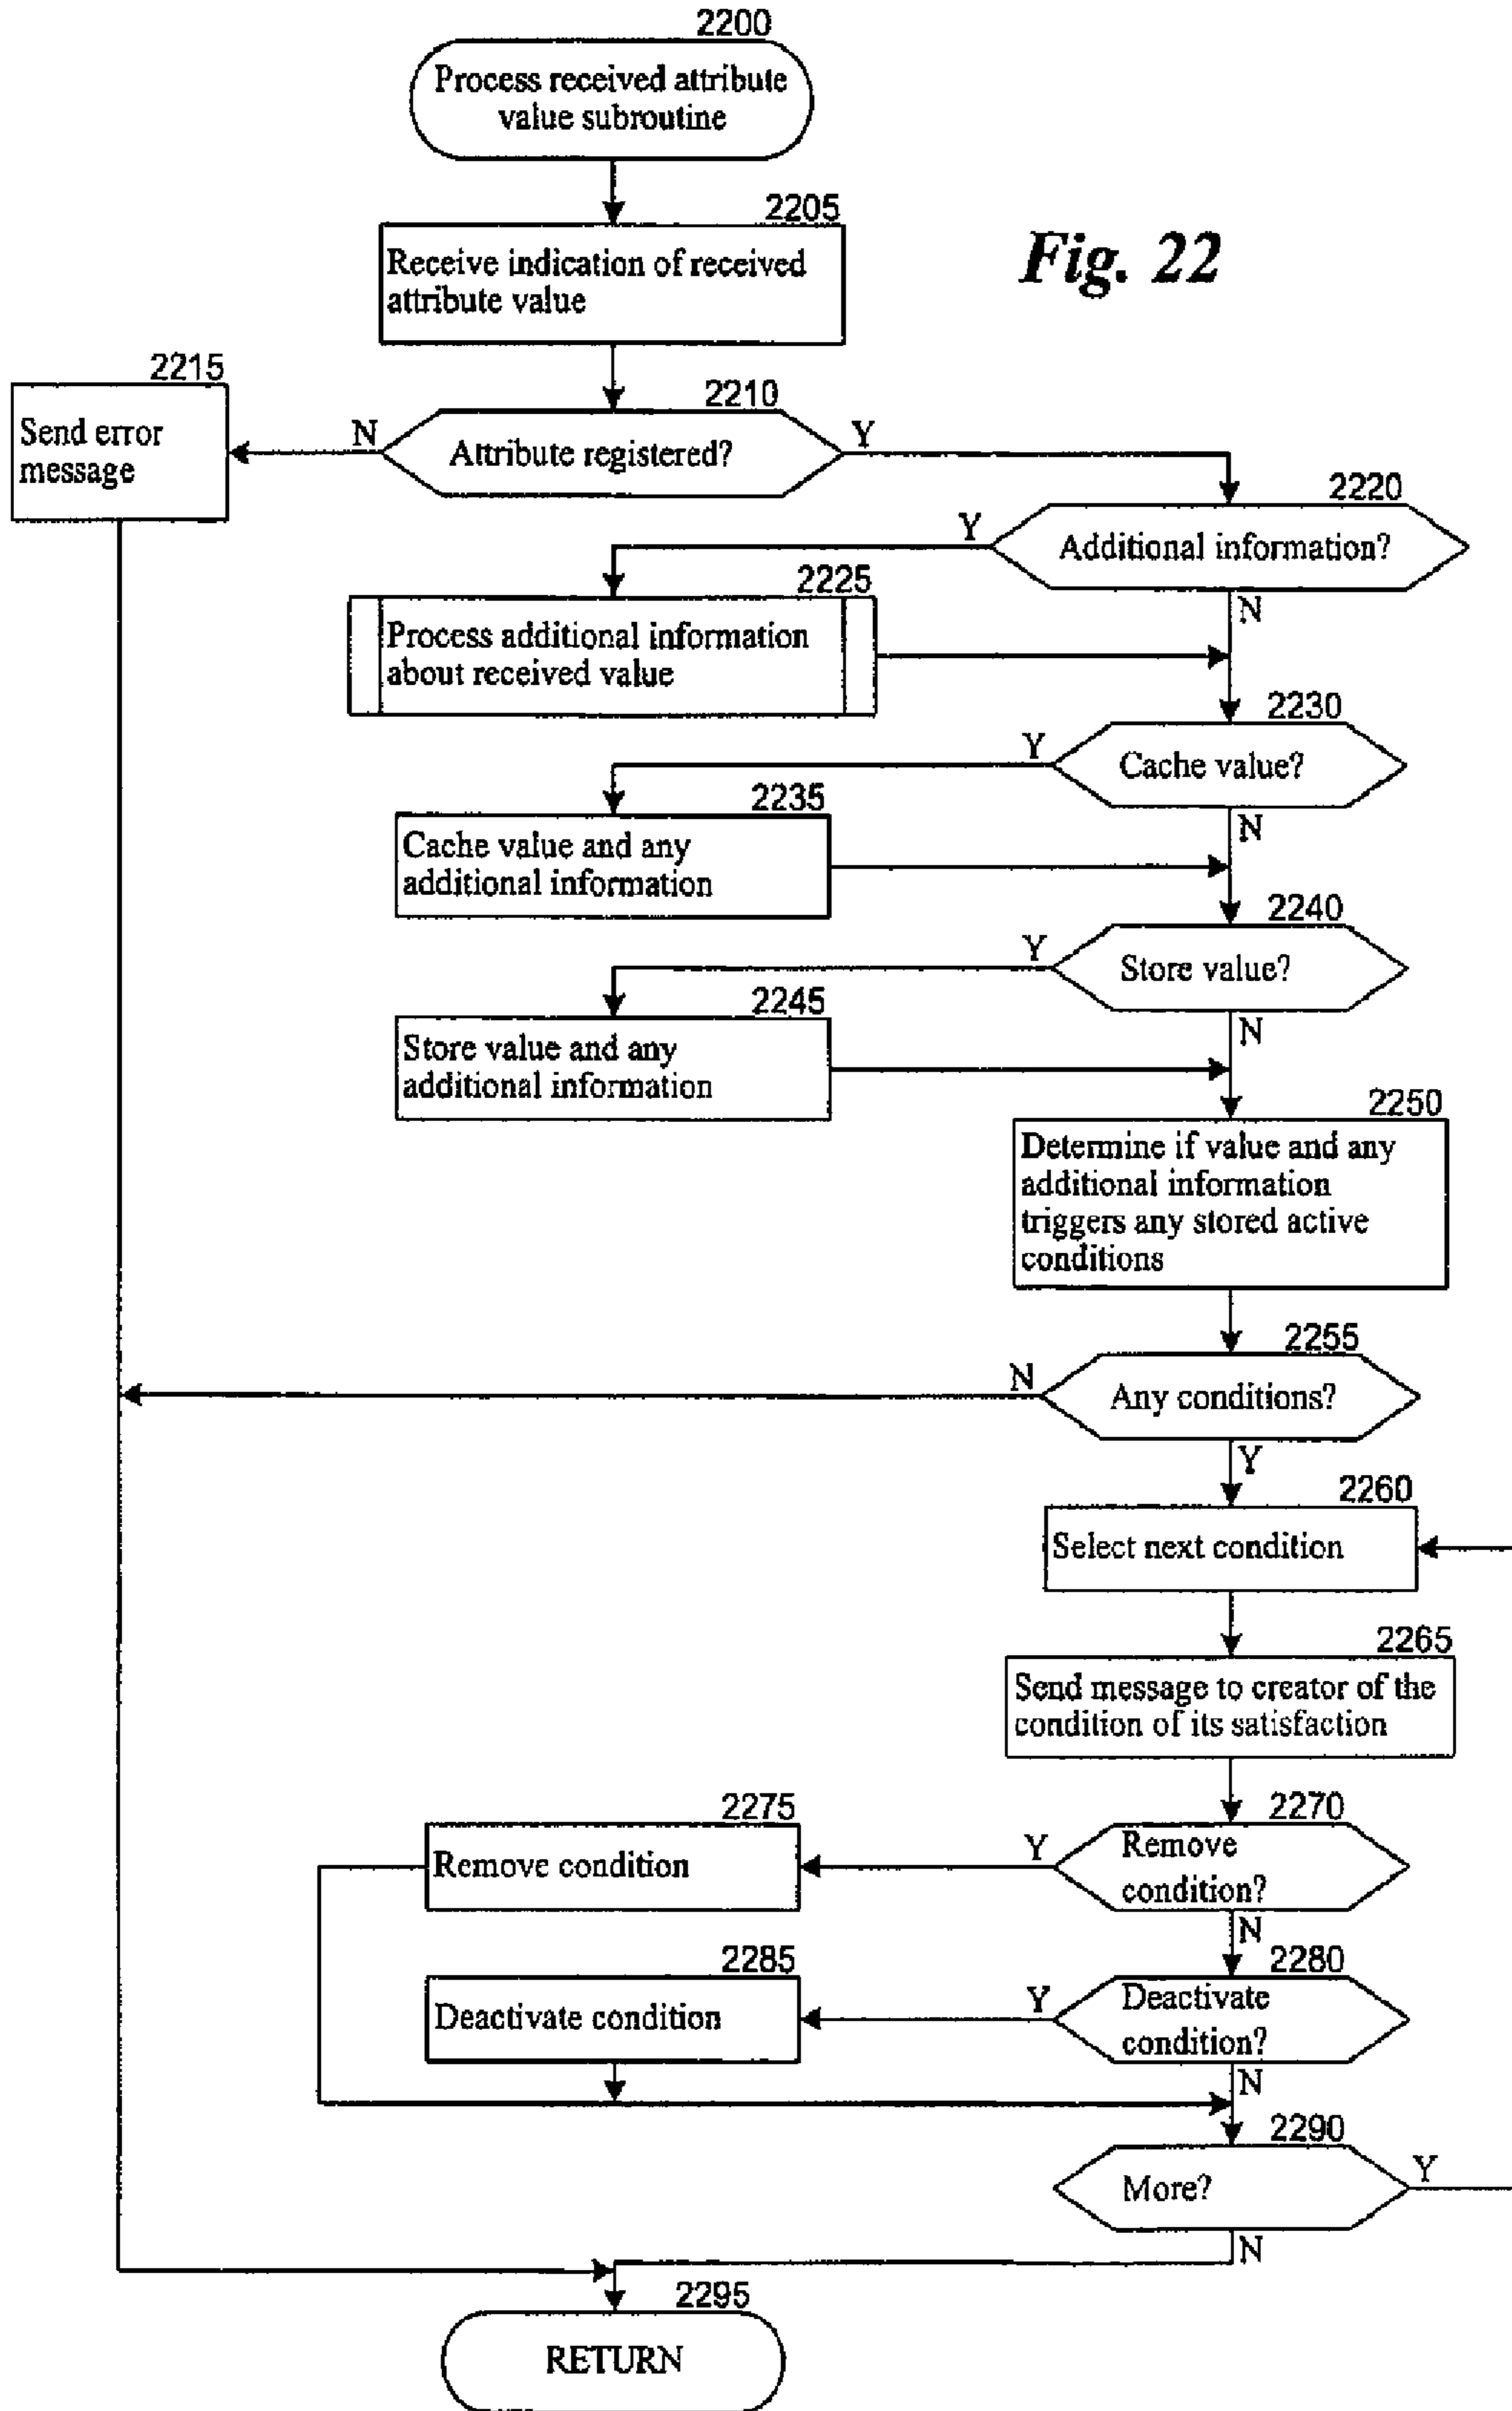 2200
Process received attribute
value subroutine
2205
Receive indication of received
attribute value
Fig. 22
2215
Send error
message
N
2210
Attribute registered?
Y
2220
Y
Additional information?
N
2225
Process additional information
about received value
2230
Y
Cache value?
N
2235
Cache value and any
additional information
2240
Y
Store value?
N
2245
Store value and any
additional information
2250
Determine if value and any
additional information
triggers any stored active
conditions
2255
N
Any conditions?
Y
2260
Select next condition
2265
Send message to creator of the
condition of its satisfaction
2270
Y
Remove
condition?
N
2275
Remove condition
2280
Y
Deactivate
condition?
N
2285
Deactivate condition
2290
More?
Y
N
2295
RETURN